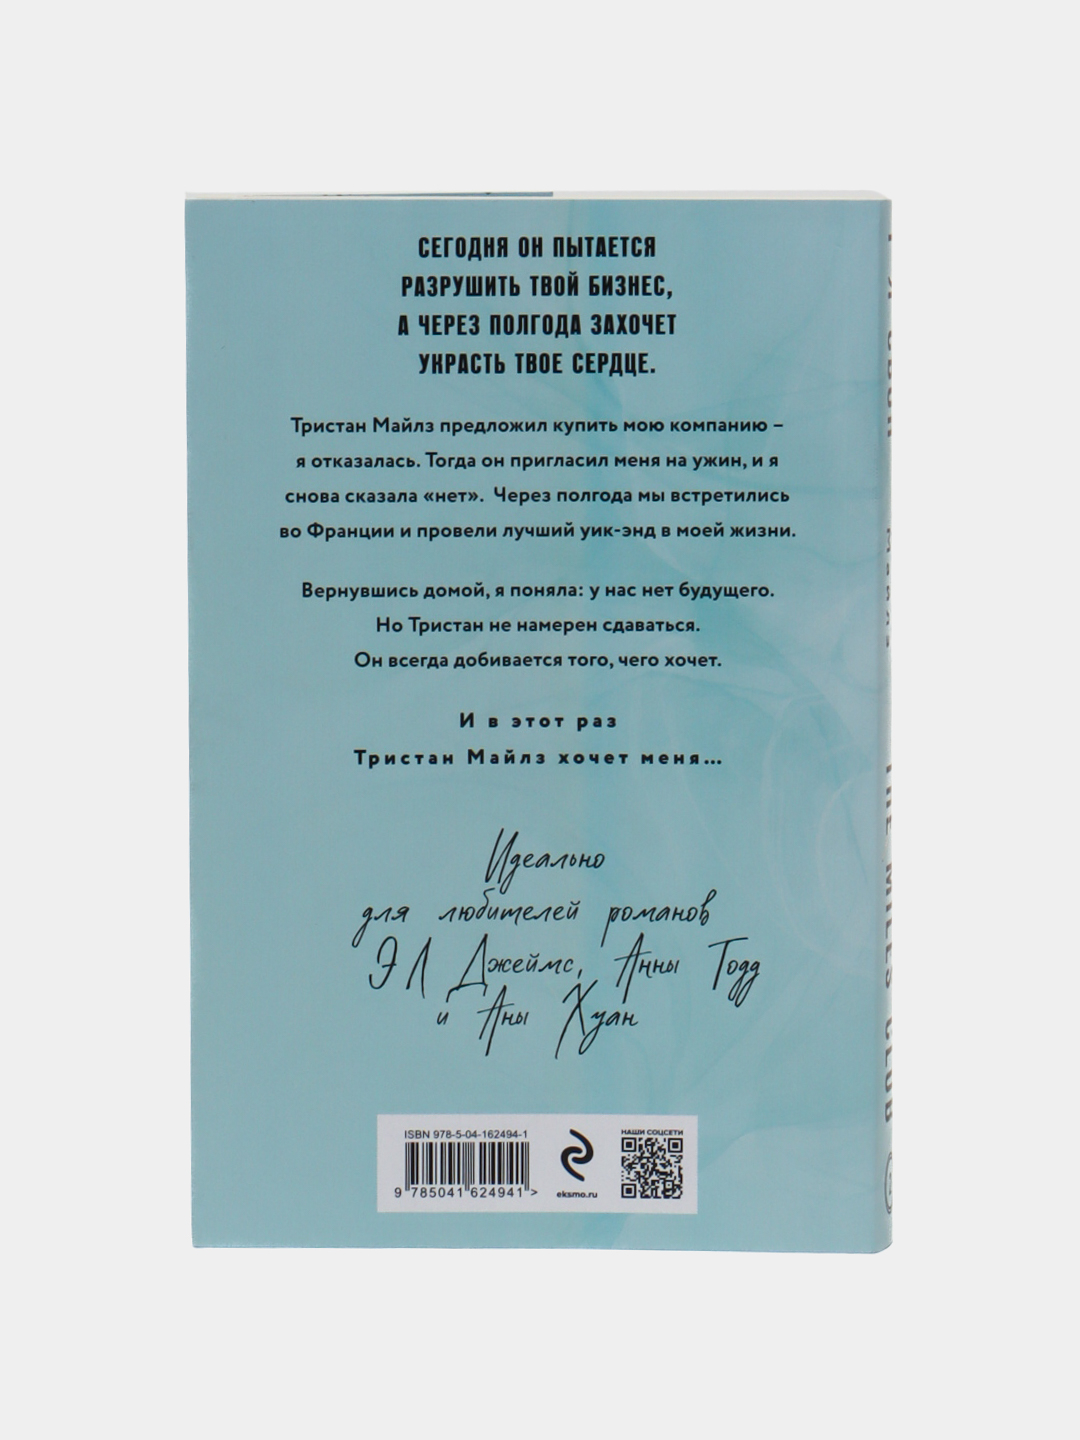 СЕГОДНЯ ОН ПЫТАЕТСЯ
РАЗРУШИТЬ ТВОЙ БИЗНЕС,
А ЧЕРЕЗ ПОЛГОДА ЗАХОЧЕТ
УКРАСТЬ ТВОЕ СЕРДЦЕ.
Тристан Майлз предложил купить мою компанию –
я отказалась. Тогда он пригласил меня на ужин, и я
снова сказала «нет». Через полгода мы встретились
во Франции и провели лучший уик-энд в моей жизни.
Вернувшись домой, я поняла: у нас нет будущего.
Но Тристан не намерен сдаваться.
Он всегда добивается того, чего хочет.
И в этот раз
Тристан Майлз хочет меня...
Идеально
для любителей романов
ЭЛ Джеймс, Анны Тодд
и Аны Хуан
ISBN 978-5-04-162494-1
9 785041 624941 >
eksmo.ru
НАШИ СОЦСЕТИ
THE MILES CLUB